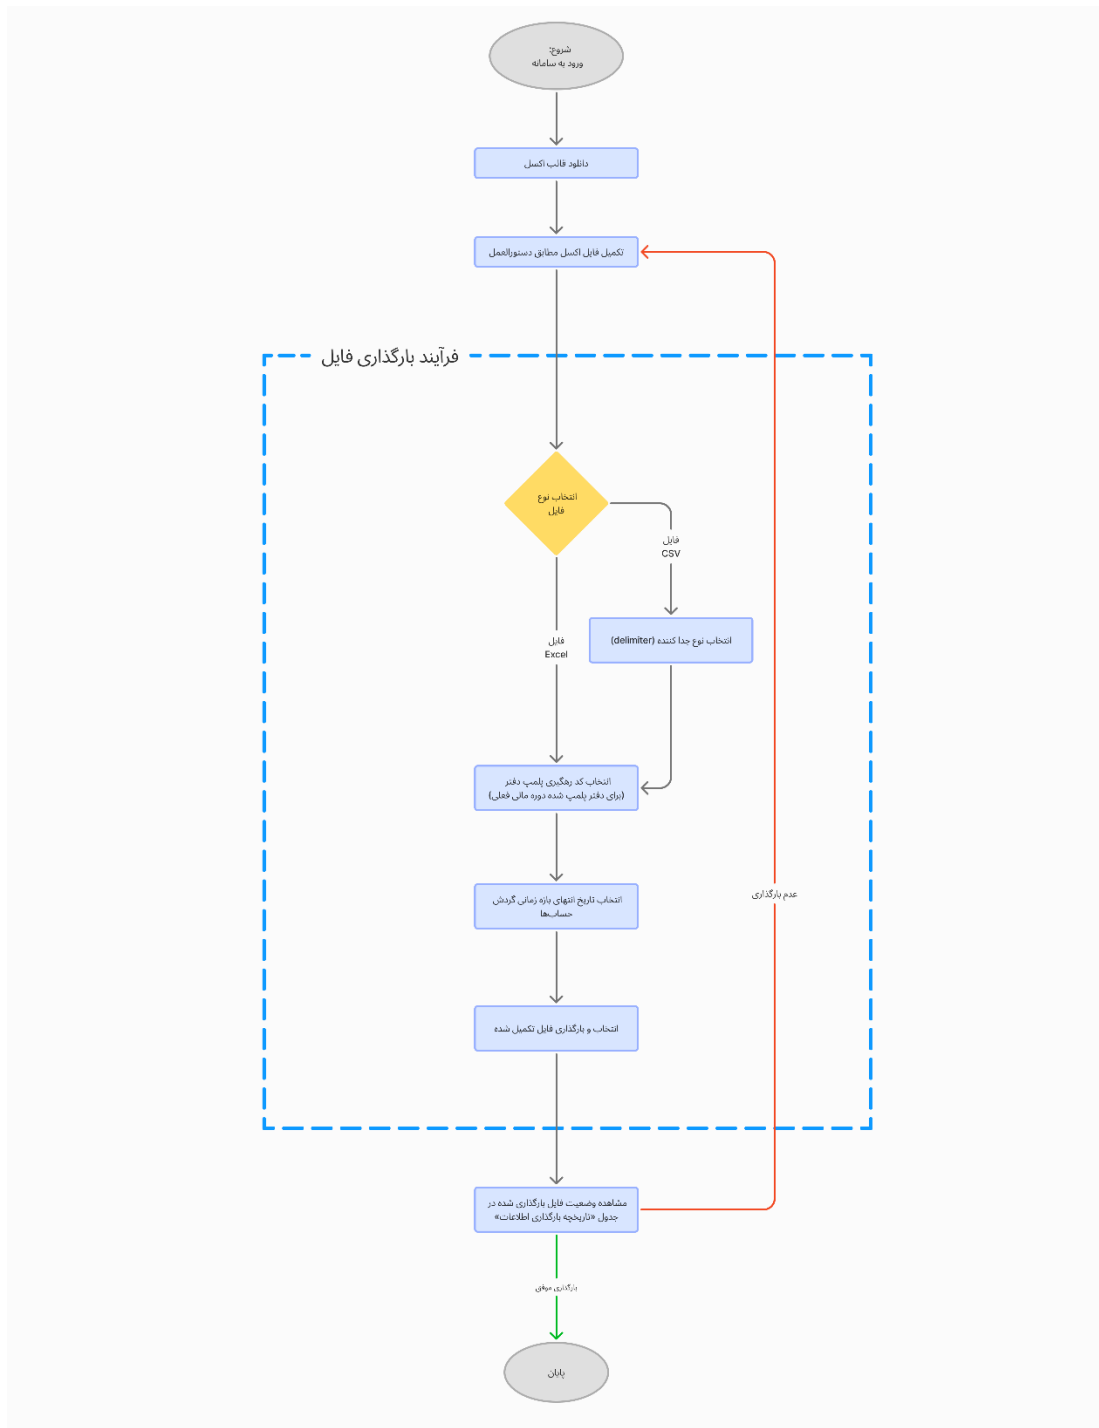 شروع:
ورود به سامانه
دانلود قالب اکسل
تکمیل فایل اکسل مطابق دستورالعمل
فرآیند بارگذاری فایل
انتخاب نوع
فایل
فایل
CSV
انتخاب نوع جدا کننده (delimiter)
فایل
Excel
انتخاب کد رهگیری پلمپ دفتر
(برای دفتر پلمپ شده دوره مالی فعلی)
انتخاب تاریخ انتهای بازه زمانی گردش
حساب‌ها
عدم بارگذاری
انتخاب و بارگذاری فایل تکمیل شده
مشاهده وضعیت فایل بارگذاری شده در
جدول «تاریخچه بارگذاری اطلاعات»
بارگذاری موفق
پایان